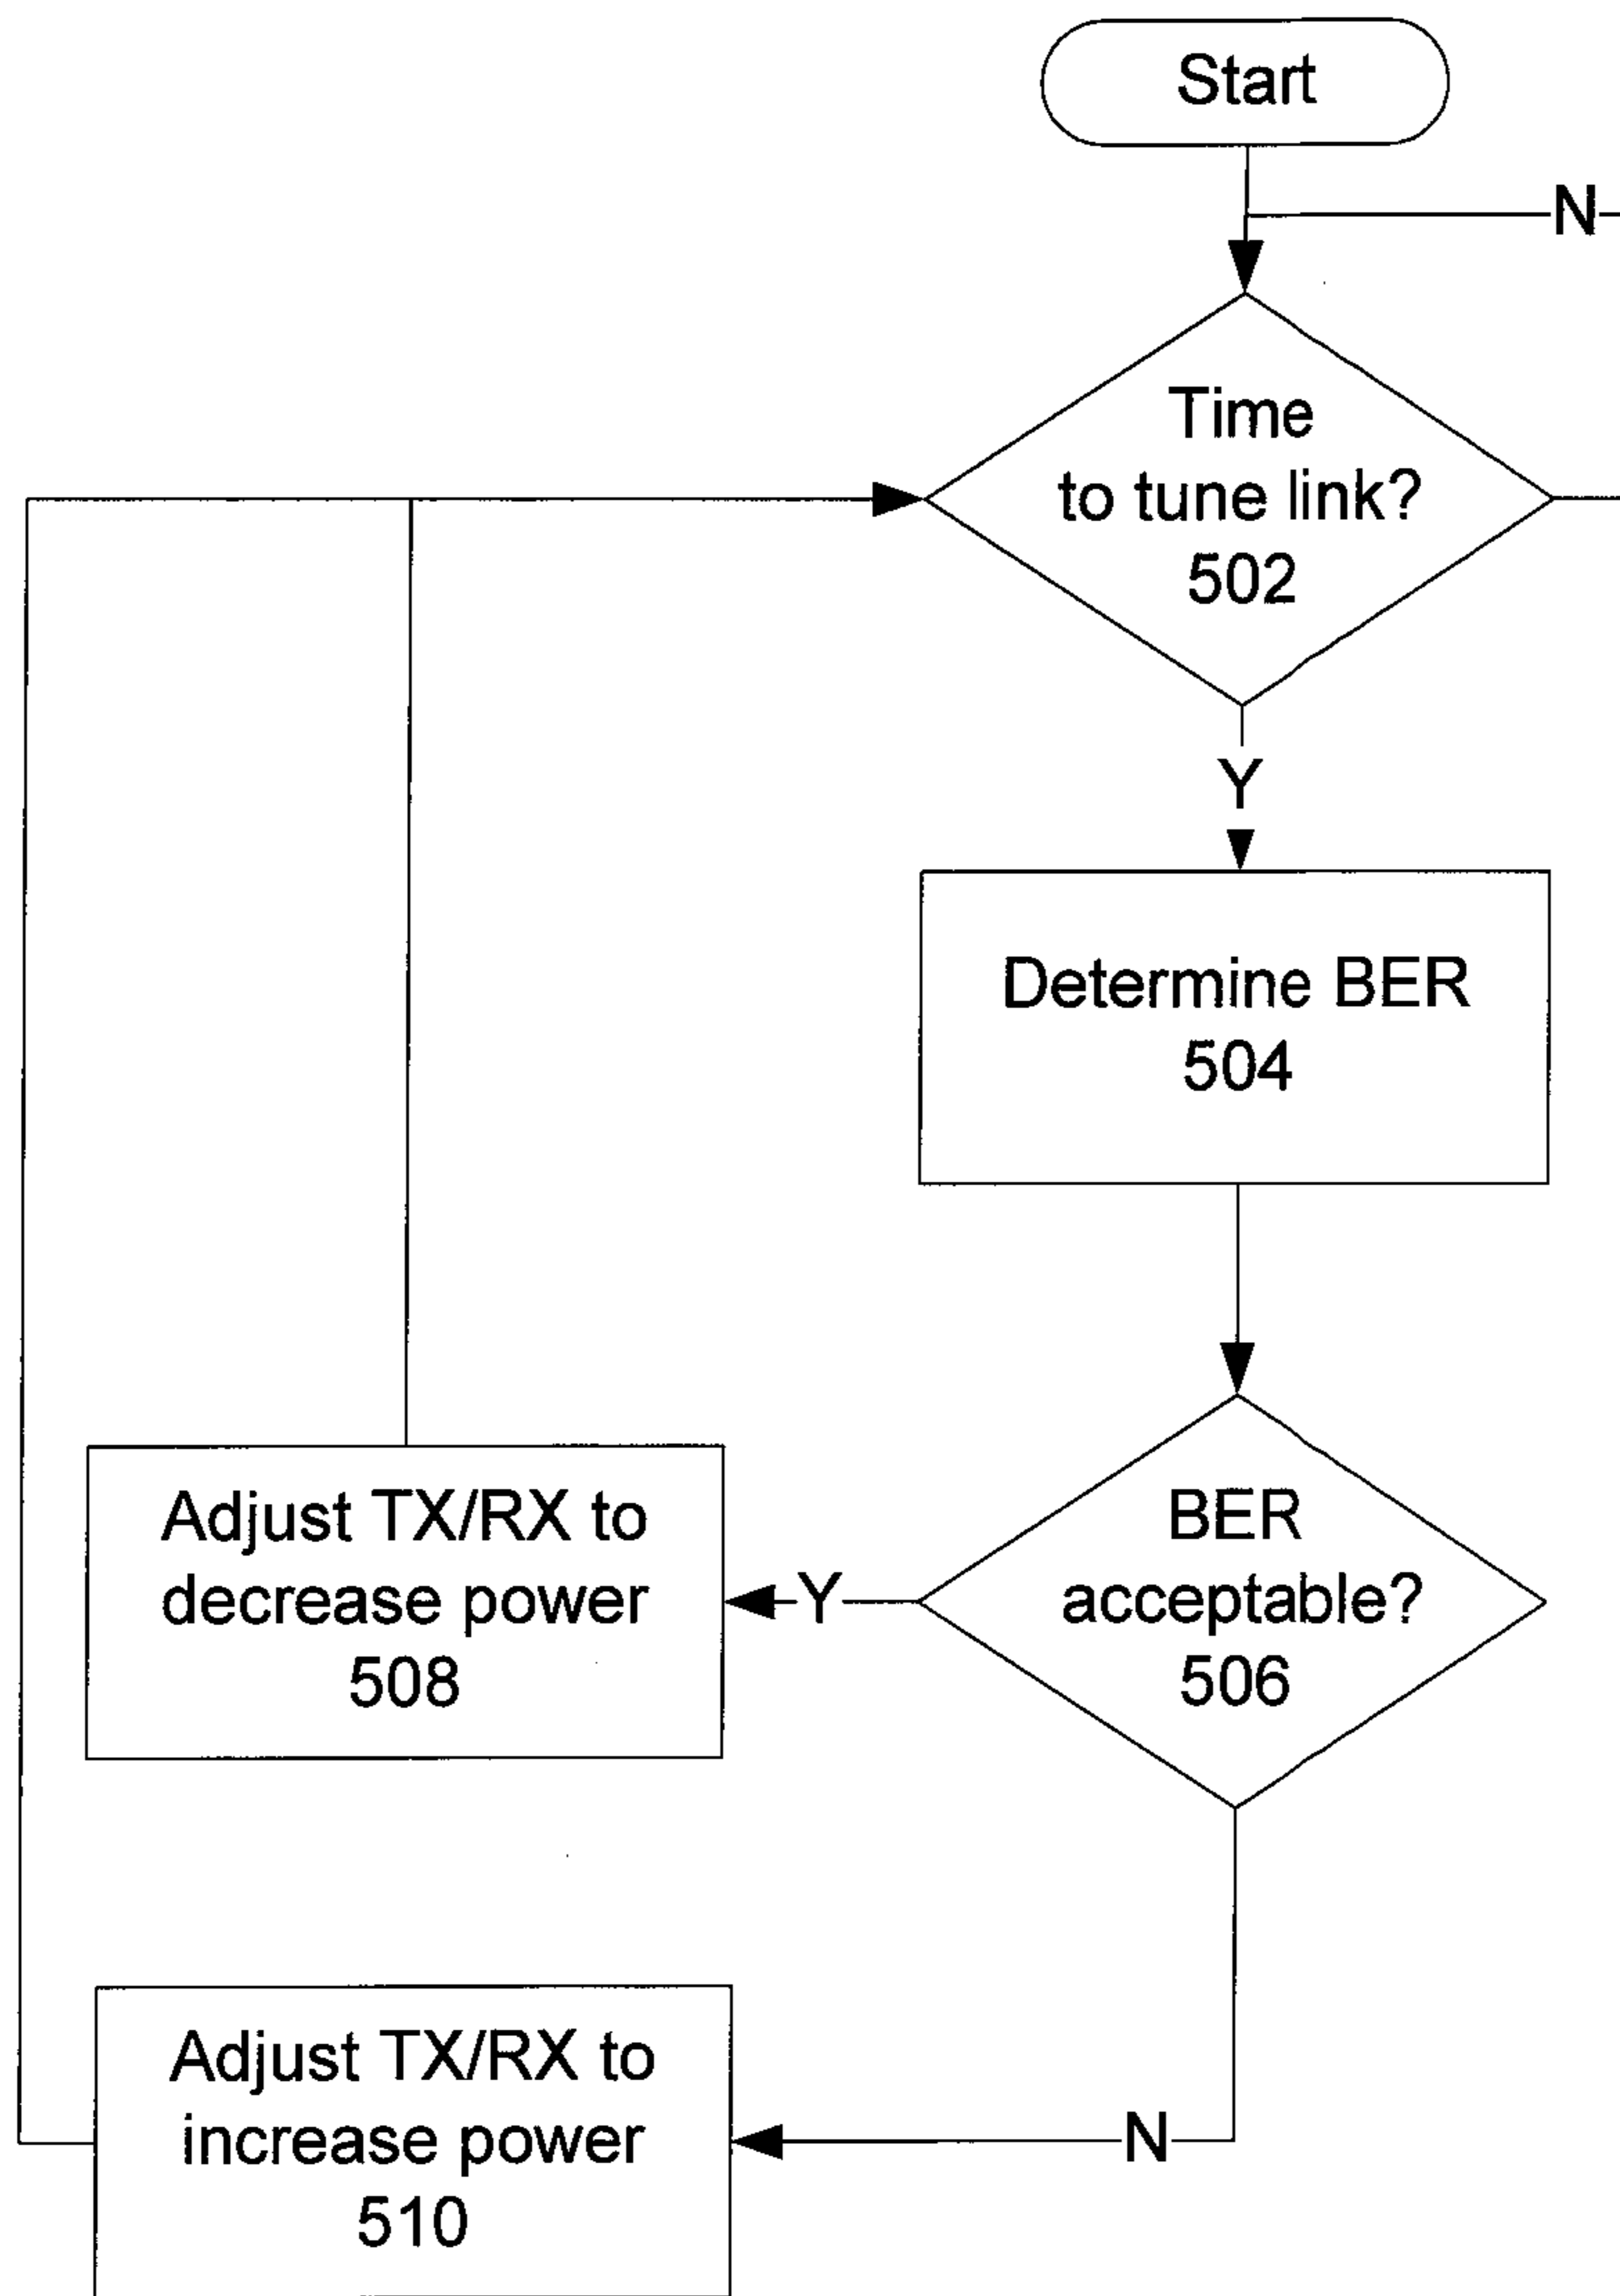 Start
N
Time
to tune link?
502
Y
Determine BER
504
BER
acceptable?
506
Y
Adjust TX/RX to
decrease power
508
N
Adjust TX/RX to
increase power
510